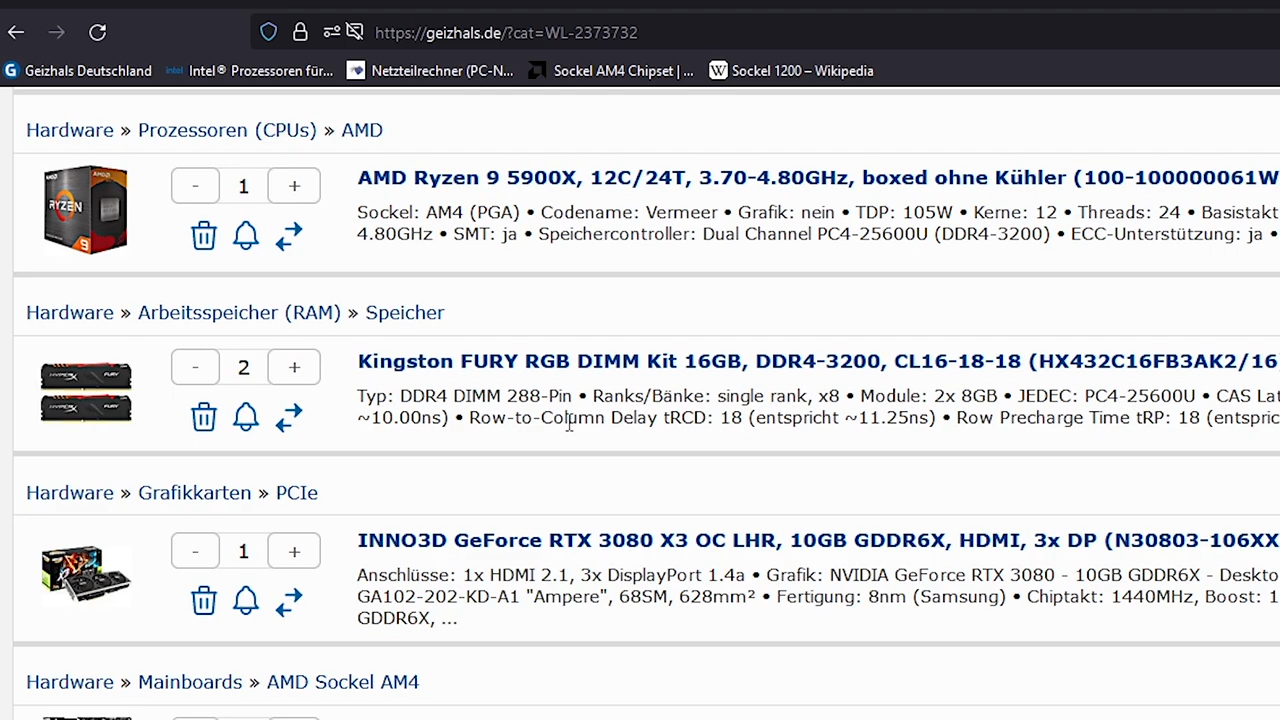 https://geizhals.de/?cat=WL-2373732
Geizhals Deutschland
intel Intel® Prozessoren für...
Netzteilrechner (PC-N...
Sockel AM4 Chipset | ...
W Sockel 1200 – Wikipedia
Hardware » Prozessoren (CPUs) » AMD
RYZEN
9
- 1 +
AMD Ryzen 9 5900X, 12C/24T, 3.70-4.80GHz, boxed ohne Kühler (100-100000061W
Sockel: AM4 (PGA) • Codename: Vermeer • Grafik: nein • TDP: 105W • Kerne: 12 • Threads: 24 • Basistakt
4.80GHz • SMT: ja • Speichercontroller: Dual Channel PC4-25600U (DDR4-3200) • ECC-Unterstützung: ja •
Hardware » Arbeitsspeicher (RAM) » Speicher
- 2 +
Kingston FURY RGB DIMM Kit 16GB, DDR4-3200, CL16-18-18 (HX432C16FB3AK2/16
Typ: DDR4 DIMM 288-Pin • Ranks/Bänke: single rank, x8 • Module: 2x 8GB • JEDEC: PC4-25600U • CAS Lat
~10.00ns) • Row-to-Column Delay tRCD: 18 (entspricht ~11.25ns) • Row Precharge Time tRP: 18 (entspric
Hardware » Grafikkarten » PCIe
- 1 +
INNO3D GeForce RTX 3080 X3 OC LHR, 10GB GDDR6X, HDMI, 3x DP (N30803-106XX
Anschlüsse: 1x HDMI 2.1, 3x DisplayPort 1.4a • Grafik: NVIDIA GeForce RTX 3080 - 10GB GDDR6X - Deskto
GA102-202-KD-A1 "Ampere", 68SM, 628mm² • Fertigung: 8nm (Samsung) • Chiptakt: 1440MHz, Boost: 1
GDDR6X, ...
Hardware » Mainboards » AMD Sockel AM4